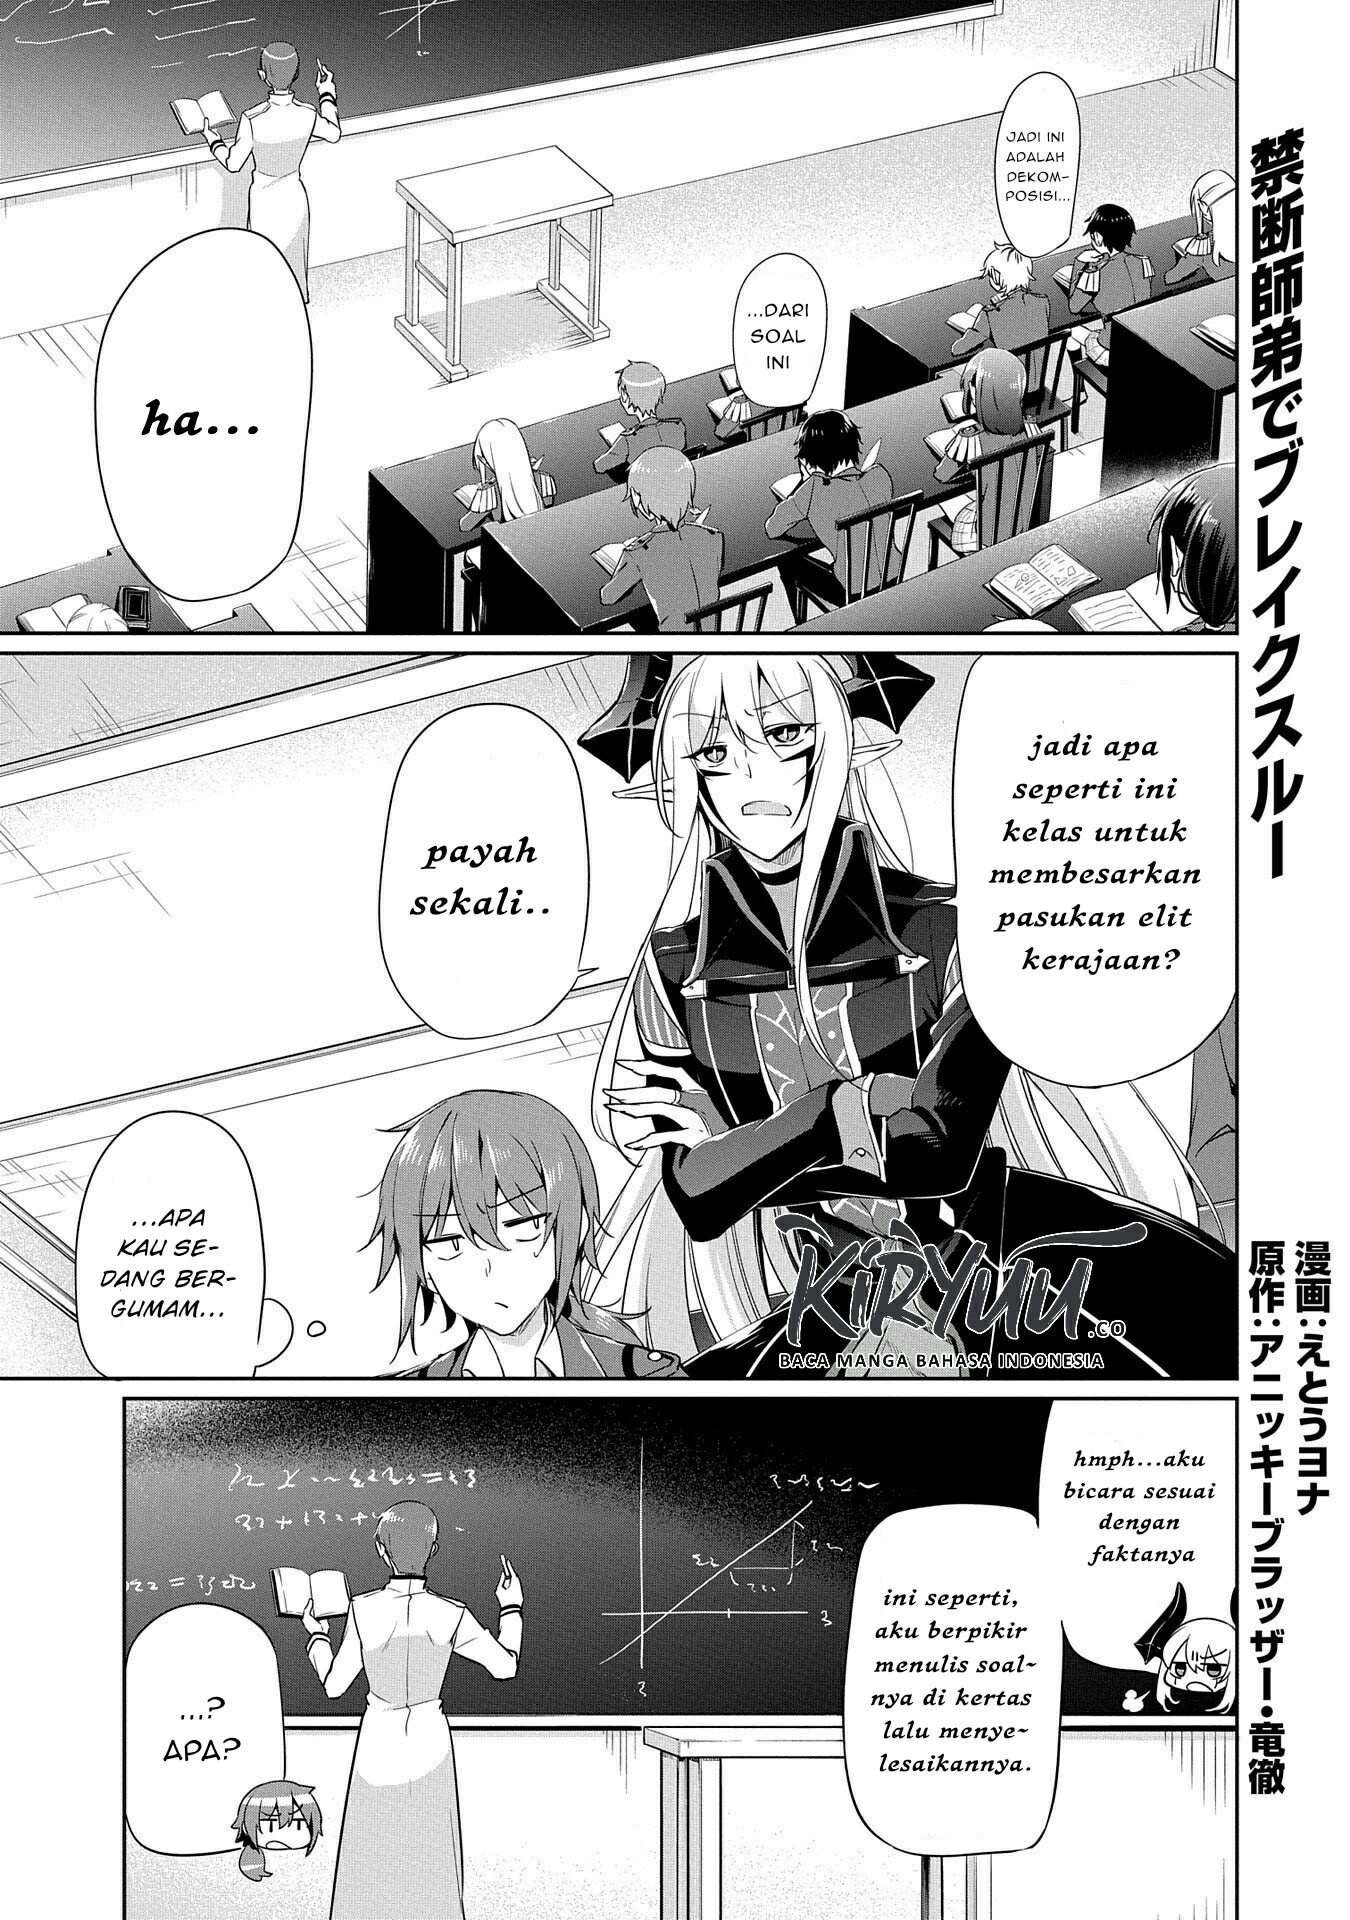 禁断師弟でブレイクスルー
漫画:えとうヨナ
原作:アニッキーブラッザー・竜徹
JADI INI
ADALAH
DEKOM-
POSISI...
...DARI
SOAL
INI
ha...
jadi apa
seperti ini
kelas untuk
membesarkan
pasukan elit
kerajaan?
payah
sekali..
...APA
KAU SE-
DANG BER-
GUMAM...
KIRYUU.CO
BACA MANGA BAHASA INDONESIA
hmph...aku
bicara sesuai
dengan
faktanya
ini seperti,
aku berpikir
menulis soal-
nya di kertas
lalu menye-
lesaikannya.
...?
APA?